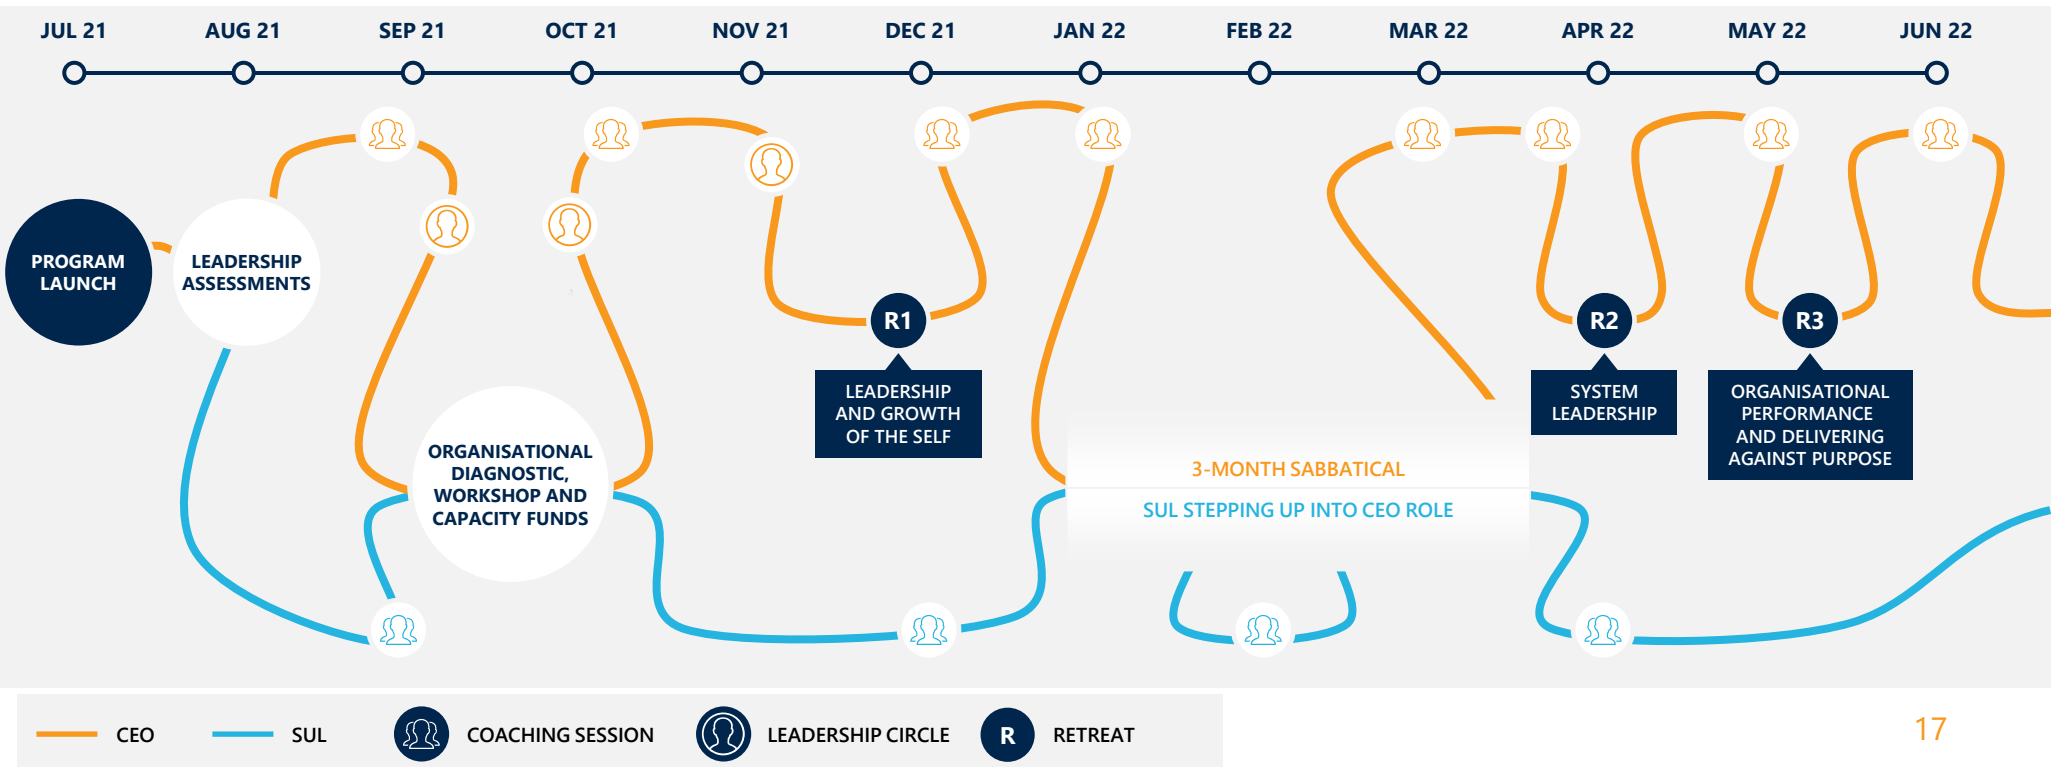 JUL 21
AUG 21
SEP 21
OCT 21
NOV 21
DEC 21
JAN 22
FEB 22
MAR 22
APR 22
MAY 22
JUN 22
PROGRAM
LAUNCH
LEADERSHIP
ASSESSMENTS
ORGANISATIONAL
DIAGNOSTIC,
WORKSHOP AND
CAPACITY FUNDS
R1
LEADERSHIP
AND GROWTH
OF THE SELF
3-MONTH SABBATICAL
SUL STEPPING UP INTO CEO ROLE
R2
SYSTEM
LEADERSHIP
R3
ORGANISATIONAL
PERFORMANCE
AND DELIVERING
AGAINST PURPOSE
CEO
SUL
COACHING SESSION
LEADERSHIP CIRCLE
R
RETREAT
17